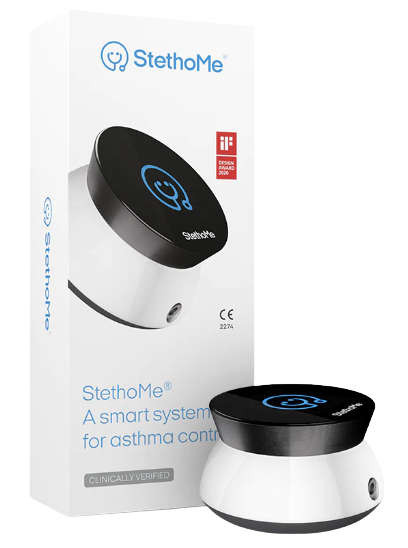 StethoMe®
iF
DESIGN
AWARD
2020
StethoMe
StethoMe
CE
2274
StethoMe®
A smart system
for asthma contr
CLINICALLY VERIFIED
StethoMe